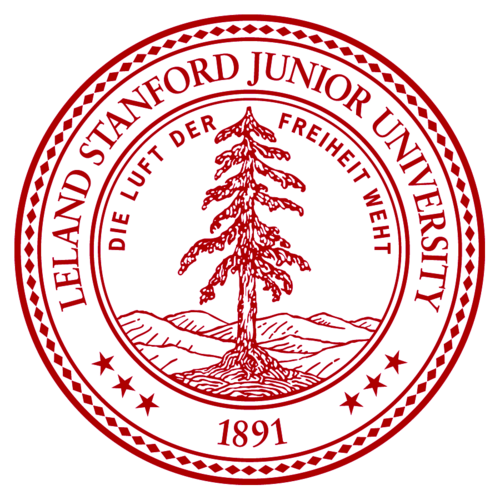 LELAND STANFORD JUNIOR UNIVERSITY
DIE LUFT DER FREIHEIT WEHT
1891